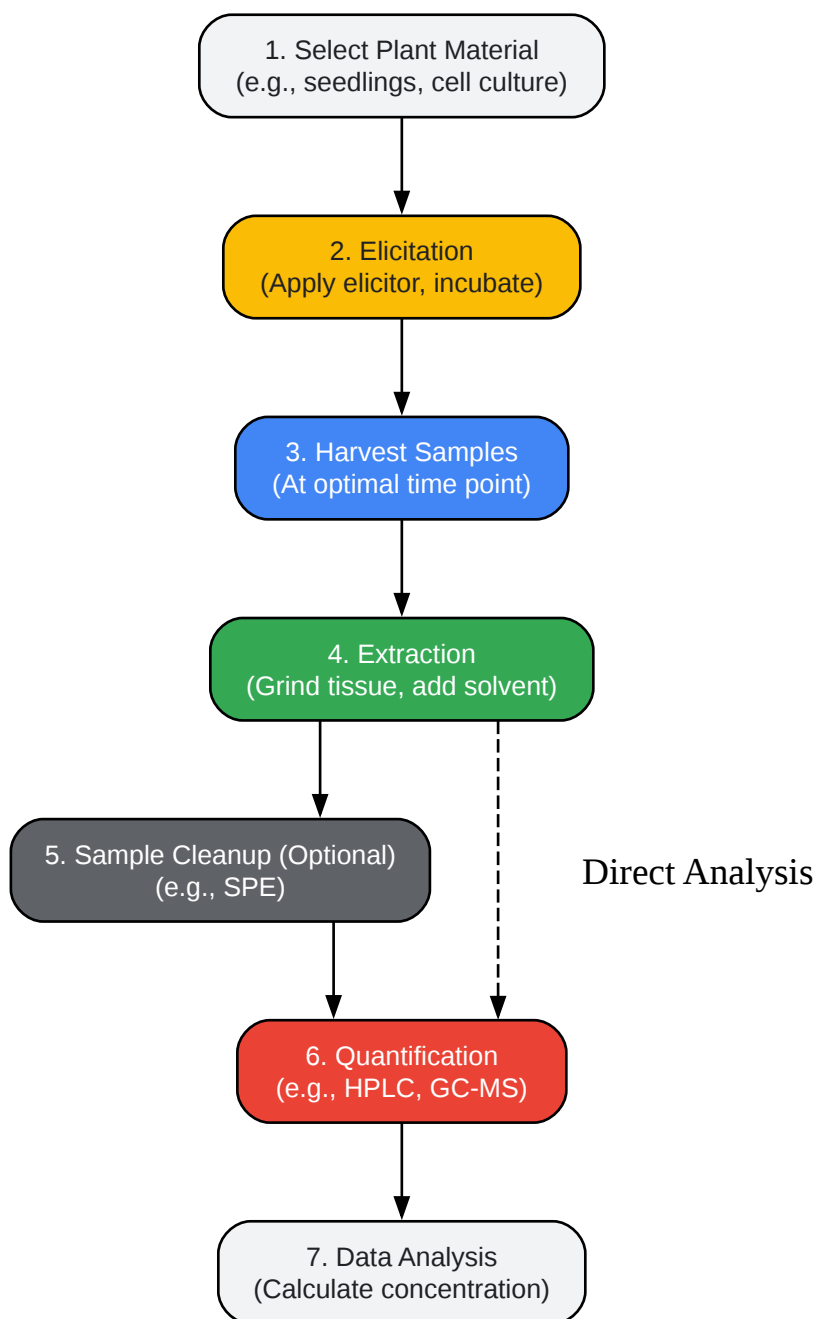 1. Select Plant Material
(e.g., seedlings, cell culture)
2. Elicitation
(Apply elicitor, incubate)
3. Harvest Samples
(At optimal time point)
4. Extraction
(Grind tissue, add solvent)
5. Sample Cleanup (Optional)
(e.g., SPE)
Direct Analysis
6. Quantification
(e.g., HPLC, GC-MS)
7. Data Analysis
(Calculate concentration)